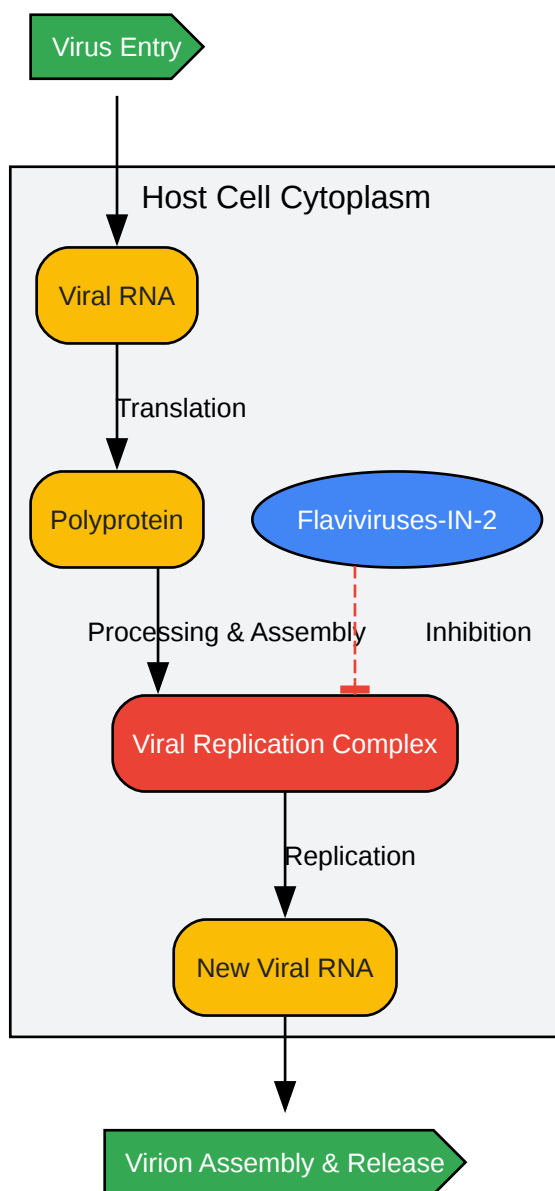 Virus Entry
Host Cell Cytoplasm
Viral RNA
Translation
Polyprotein
Flaviviruses-IN-2
Processing & Assembly
Inhibition
Viral Replication Complex
Replication
New Viral RNA
Virion Assembly & Release